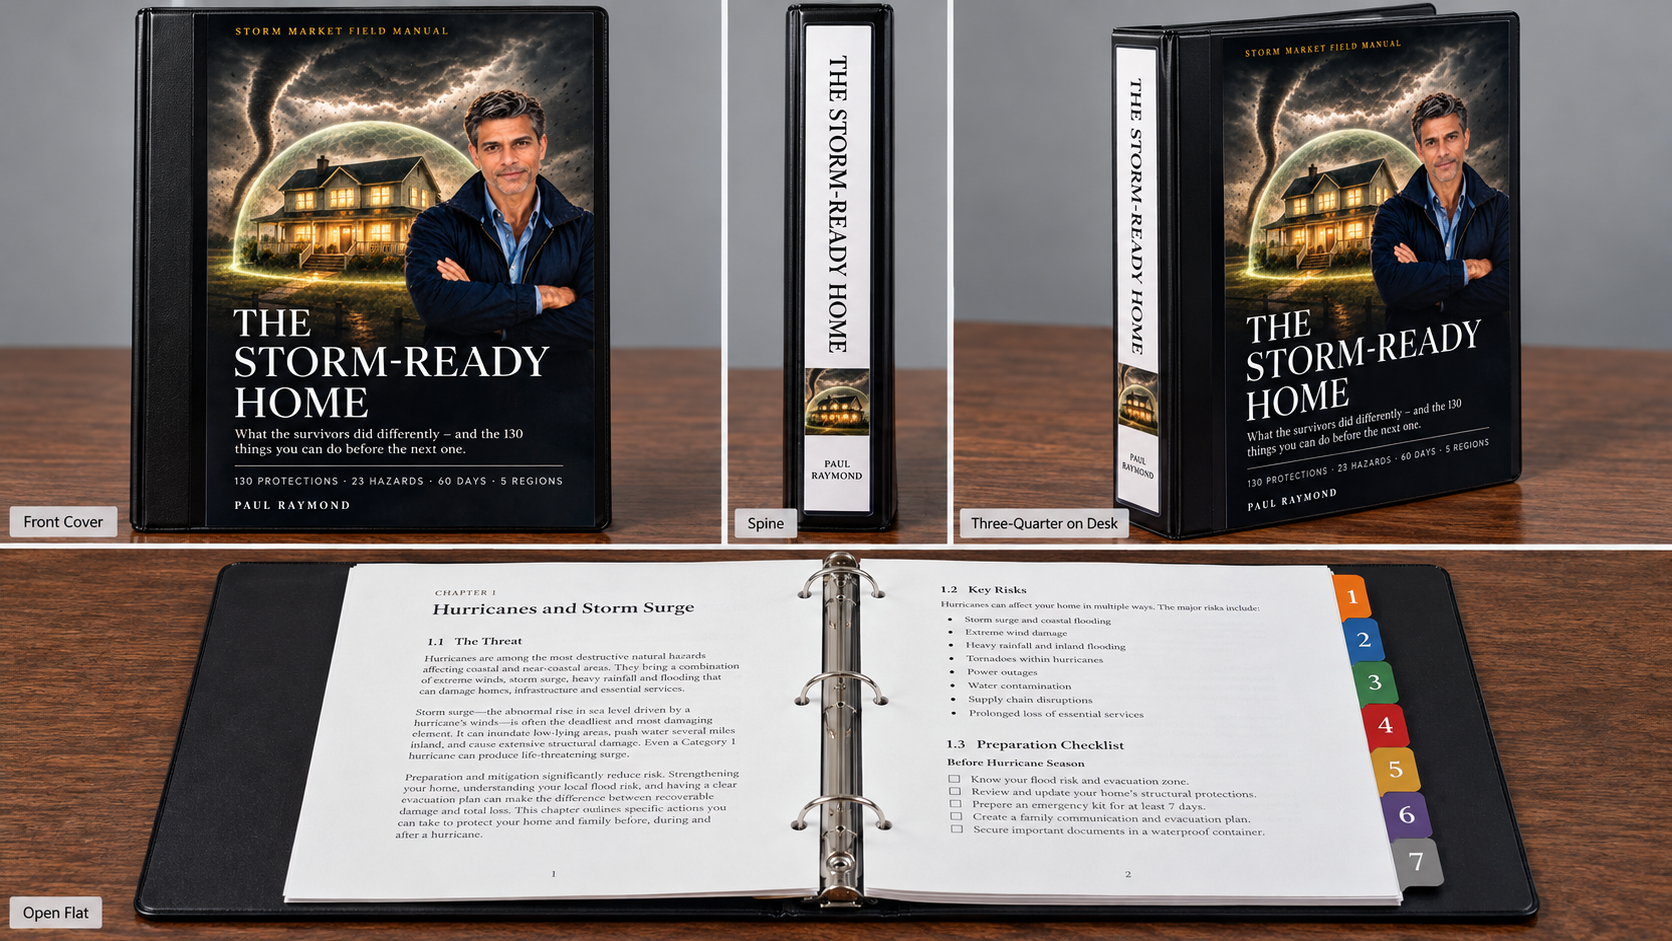 STORM MARKET FIELD MANUAL
THE
STORM-READY
HOME
What the survivors did differently – and the 130
things you can do before the next one.
130 PROTECTIONS · 23 HAZARDS · 60 DAYS · 5 REGIONS
PAUL RAYMOND
Front Cover
THE STORM-READY HOME
PAUL
RAYMOND
Spine
THE STORM-READY HOME
PAUL
RAYMOND
STORM MARKET FIELD MANUAL
THE
STORM-READY
HOME
What the survivors did differently – and the 130
things you can do before the next one.
130 PROTECTIONS · 23 HAZARDS · 60 DAYS · 5 REGIONS
PAUL RAYMOND
Three-Quarter on Desk
CHAPTER 1
Hurricanes and Storm Surge
1.1 The Threat
Hurricanes are among the most destructive natural hazards
affecting coastal and near-coastal areas. They bring a combination
of extreme winds, storm surge, heavy rainfall and flooding that
can damage homes, infrastructure and essential services.
Storm surge—the abnormal rise in sea level driven by a
hurricane's winds—is often the deadliest and most damaging
element. It can inundate low-lying areas, push water several miles
inland, and cause extensive structural damage. Even a Category 1
hurricane can produce life-threatening surge.
Preparation and mitigation significantly reduce risk. Strengthening
your home, understanding your local flood risk, and having a clear
evacuation plan can make the difference between recoverable
damage and total loss. This chapter outlines specific actions you
can take to protect your home and family before, during and
after a hurricane.
1
1.2 Key Risks
Hurricanes can affect your home in multiple ways. The major risks include:
• Storm surge and coastal flooding
• Extreme wind damage
• Heavy rainfall and inland flooding
• Tornadoes within hurricanes
• Power outages
• Water contamination
• Supply chain disruptions
• Prolonged loss of essential services
1.3 Preparation Checklist
Before Hurricane Season
☐ Know your flood risk and evacuation zone.
☐ Review and update your home's structural protections.
☐ Prepere an emergency kit for at least 7 days.
☐ Create a family communication and evacuation plan.
☐ Secure important documents in a waterproof container.
2
1
2
3
4
5
6
7
Open Flat